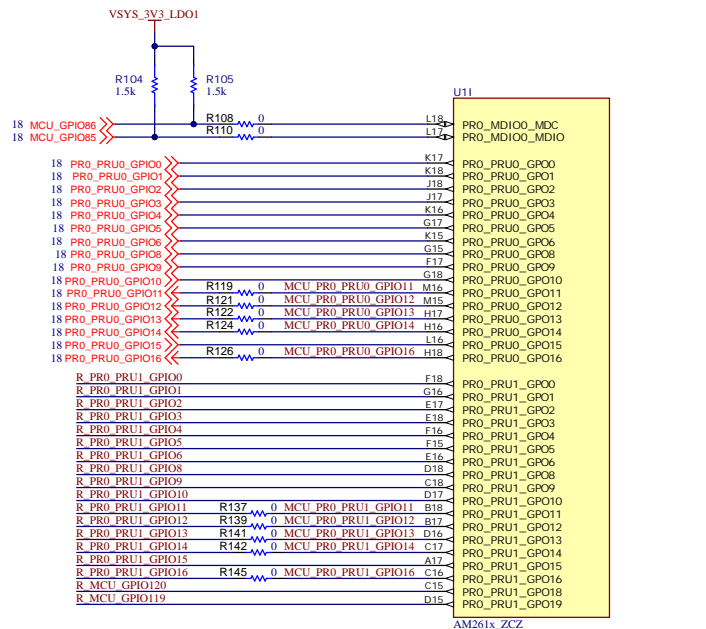 VSYS_3V3_LDO1
R104 R105
1.5k 1.5k
U1I
18 MCU_GPIO86 R108 0 L18 PR0_MDIO0_MDC
18 MCU_GPIO85 R110 0 L17 PR0_MDIO0_MDIO
18 PR0_PRU0_GPIO0 K17 PR0_PRU0_GPO0
18 PR0_PRU0_GPIO1 K18 PR0_PRU0_GPO1
18 PR0_PRU0_GPIO2 J18 PR0_PRU0_GPO2
18 PR0_PRU0_GPIO3 J17 PR0_PRU0_GPO3
18 PR0_PRU0_GPIO4 K16 PR0_PRU0_GPO4
18 PR0_PRU0_GPIO5 G17 PR0_PRU0_GPO5
18 PR0_PRU0_GPIO6 K15 PR0_PRU0_GPO6
18 PR0_PRU0_GPIO8 G15 PR0_PRU0_GPO8
18 PR0_PRU0_GPIO9 F17 PR0_PRU0_GPO9
18 PR0_PRU0_GPIO10 G18 PR0_PRU0_GPO10
18 PR0_PRU0_GPIO11 R119 0 MCU_PR0_PRU0_GPIO11 M16 PR0_PRU0_GPO11
18 PR0_PRU0_GPIO12 R121 0 MCU_PR0_PRU0_GPIO12 M15 PR0_PRU0_GPO12
18 PR0_PRU0_GPIO13 R122 0 MCU_PR0_PRU0_GPIO13 H17 PR0_PRU0_GPO13
18 PR0_PRU0_GPIO14 R124 0 MCU_PR0_PRU0_GPIO14 H16 PR0_PRU0_GPO14
18 PR0_PRU0_GPIO15 L16 PR0_PRU0_GPO15
18 PR0_PRU0_GPIO16 R126 0 MCU_PR0_PRU0_GPIO16 H18 PR0_PRU0_GPO16
R_PR0_PRU1_GPIO0 F18 PR0_PRU1_GPO0
R_PR0_PRU1_GPIO1 G16 PR0_PRU1_GPO1
R_PR0_PRU1_GPIO2 E17 PR0_PRU1_GPO2
R_PR0_PRU1_GPIO3 E18 PR0_PRU1_GPO3
R_PR0_PRU1_GPIO4 F16 PR0_PRU1_GPO4
R_PR0_PRU1_GPIO5 F15 PR0_PRU1_GPO5
R_PR0_PRU1_GPIO6 E16 PR0_PRU1_GPO6
R_PR0_PRU1_GPIO8 D18 PR0_PRU1_GPO8
R_PR0_PRU1_GPIO9 C18 PR0_PRU1_GPO9
R_PR0_PRU1_GPIO10 D17 PR0_PRU1_GPO10
R_PR0_PRU1_GPIO11 R137 0 MCU_PR0_PRU1_GPIO11 B18 PR0_PRU1_GPO11
R_PR0_PRU1_GPIO12 R139 0 MCU_PR0_PRU1_GPIO12 B17 PR0_PRU1_GPO12
R_PR0_PRU1_GPIO13 R141 0 MCU_PR0_PRU1_GPIO13 D16 PR0_PRU1_GPO13
R_PR0_PRU1_GPIO14 R142 0 MCU_PR0_PRU1_GPIO14 C17 PR0_PRU1_GPO14
R_PR0_PRU1_GPIO15 A17 PR0_PRU1_GPO15
R_PR0_PRU1_GPIO16 R145 0 MCU_PR0_PRU1_GPIO16 C16 PR0_PRU1_GPO16
R_MCU_GPIO120 C15 PR0_PRU1_GPO18
R_MCU_GPIO119 D15 PR0_PRU1_GPO19
AM261x_ZCZ